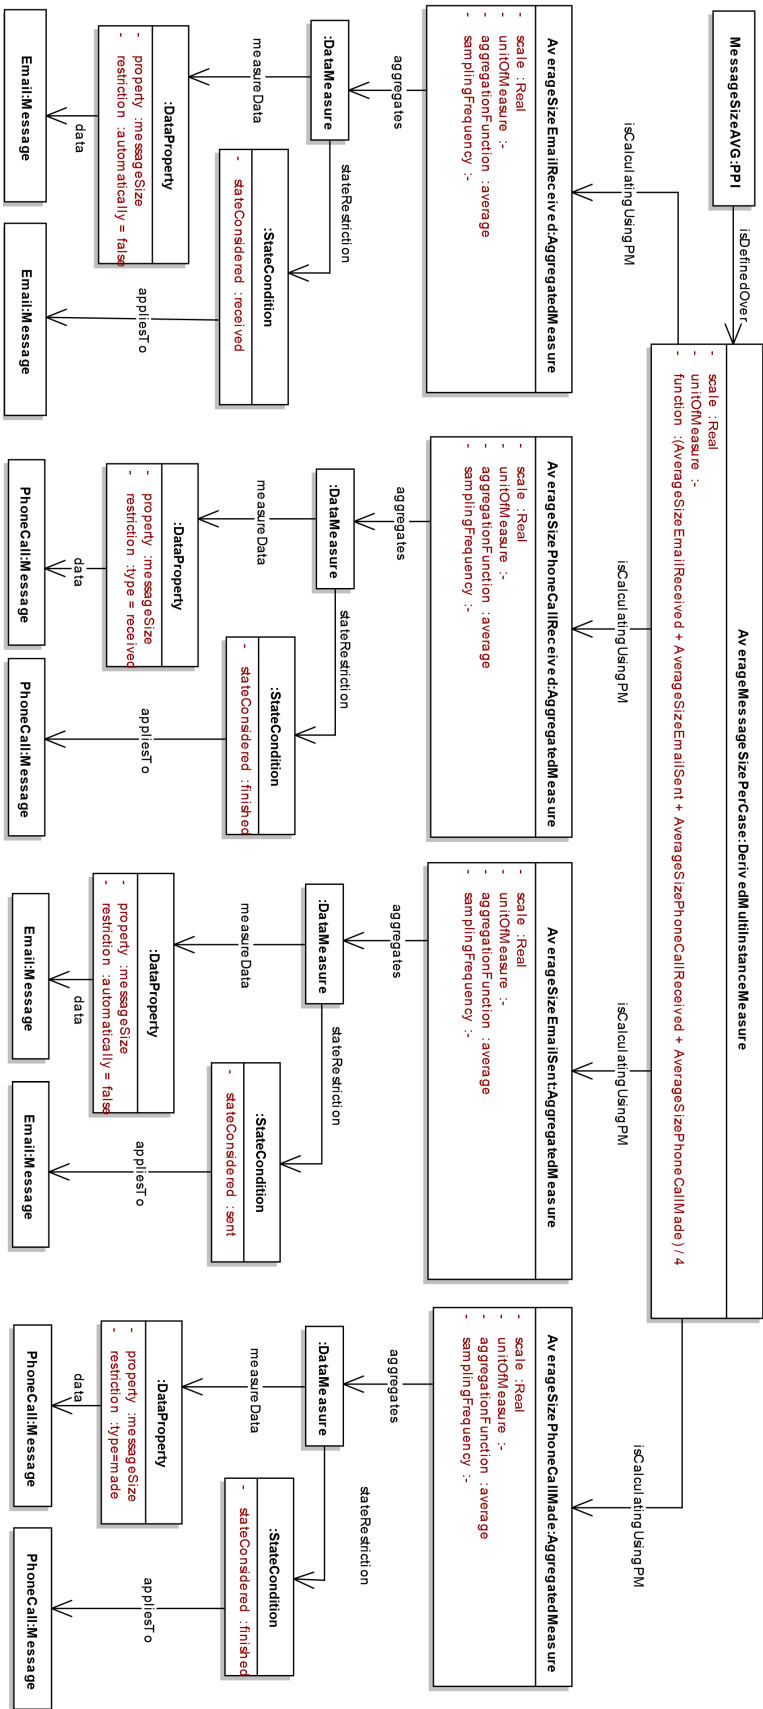 MessageSizeAVG:PPI
isDefinedOver
AverageMessageSizePerCase:DerivedMultiInstanceMeasure
- scale :Real
- unitOfMeasure :-
- function :(AverageSizeEmailReceived + AverageSizeEmailSent + AverageSizePhoneCallReceived + AverageSizePhoneCallMade) / 4
isCalculatingUsingPM
isCalculatingUsingPM
isCalculatingUsingPM
isCalculatingUsingPM
AverageSizeEmailReceived:AggregatedMeasure
- scale :Real
- unitOfMeasure :-
- aggregationFunction :average
- samplingFrequency :-
AverageSizePhoneCallReceived:AggregatedMeasure
- scale :Real
- unitOfMeasure :-
- aggregationFunction :average
- samplingFrequency :-
AverageSizeEmailSent:AggregatedMeasure
- scale :Real
- unitOfMeasure :-
- aggregationFunction :average
- samplingFrequency :-
AverageSizePhoneCallMade:AggregatedMeasure
- scale :Real
- unitOfMeasure :-
- aggregationFunction :average
- samplingFrequency :-
aggregates
aggregates
aggregates
aggregates
:DataMeasure
stateRestriction
:DataMeasure
stateRestriction
:DataMeasure
stateRestriction
:DataMeasure
stateRestriction
measureData
measureData
measureData
measureData
:StateCondition
- stateConsidered :received
:StateCondition
- stateConsidered :finished
:StateCondition
- stateConsidered :sent
:StateCondition
- stateConsidered :finished
:DataProperty
- property :messageSize
- restriction :automatically = false
:DataProperty
- property :messageSize
- restriction :type = received
:DataProperty
- property :messageSize
- restriction :automatically = false
:DataProperty
- property :messageSize
- restriction :type=made
data
appliesTo
data
appliesTo
data
appliesTo
data
appliesTo
Email:Message
Email:Message
PhoneCall:Message
PhoneCall:Message
Email:Message
Email:Message
PhoneCall:Message
PhoneCall:Message